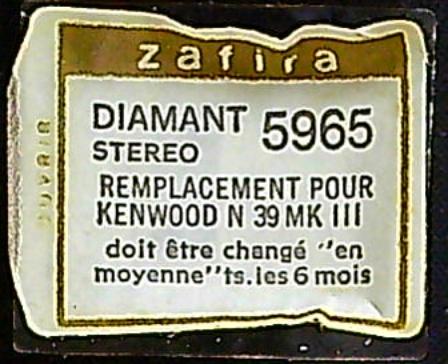 zafira
DIAMANT 5965
STEREO
REMPLACEMENT POUR
KENWOOD N 39 MK III
doit être changé "en
moyenne"ts.les 6 mois
OUVRIR